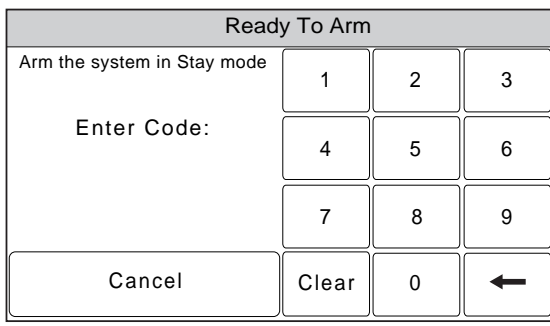 Ready To Arm
Arm the system in Stay mode
Enter Code:
1 2 3
4 5 6
7 8 9
Cancel Clear 0